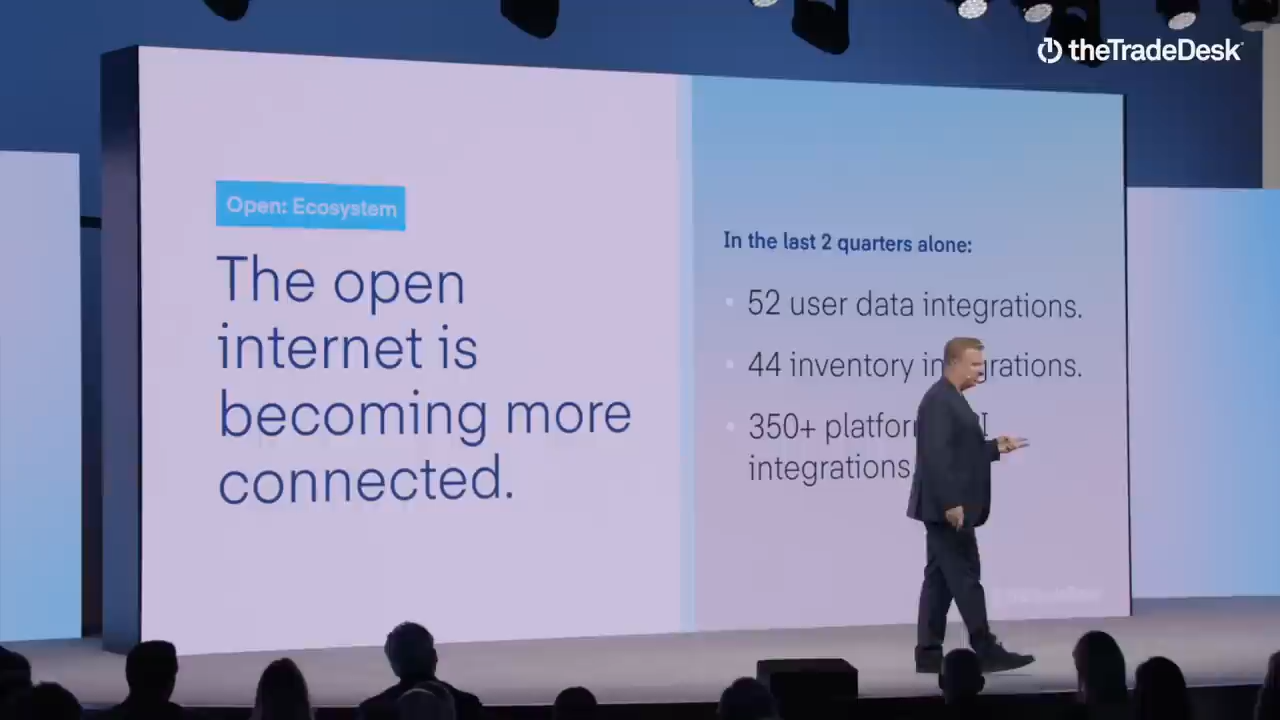 theTradeDesk
Open: Ecosystem
The open
internet is
becoming more
connected.
In the last 2 quarters alone:
• 52 user data integrations.
• 44 inventory
• 350+
integrations